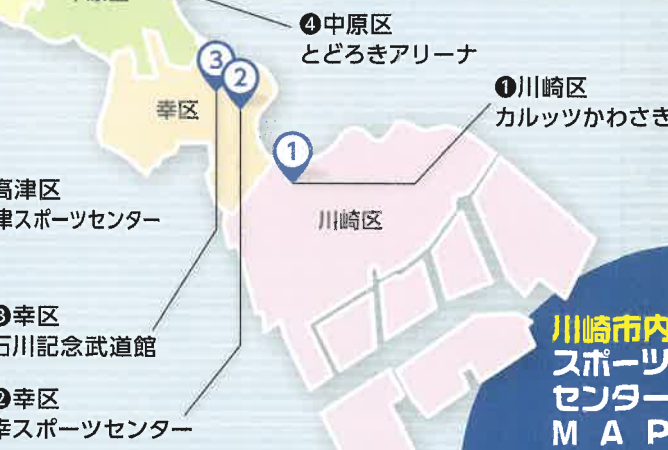 ❹中原区
とどろきアリーナ
❶川崎区
カルッツかわさき
3
2
幸区
1
高津区
津スポーツセンター
川崎区
❸幸区
石川記念武道館
❷幸区
幸スポーツセンター
川崎市内
スポーツ
センター
MAP